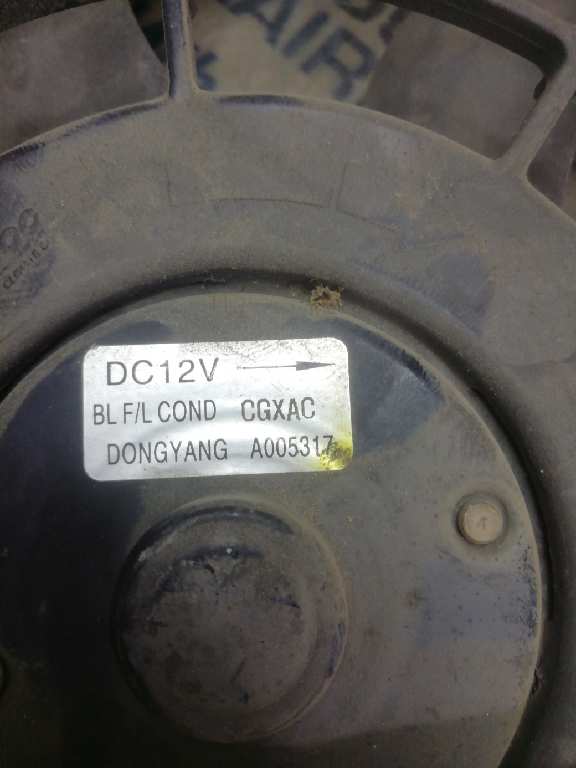 AIR
DC12V
BL F/L COND CGXAC
DONGYANG A005317